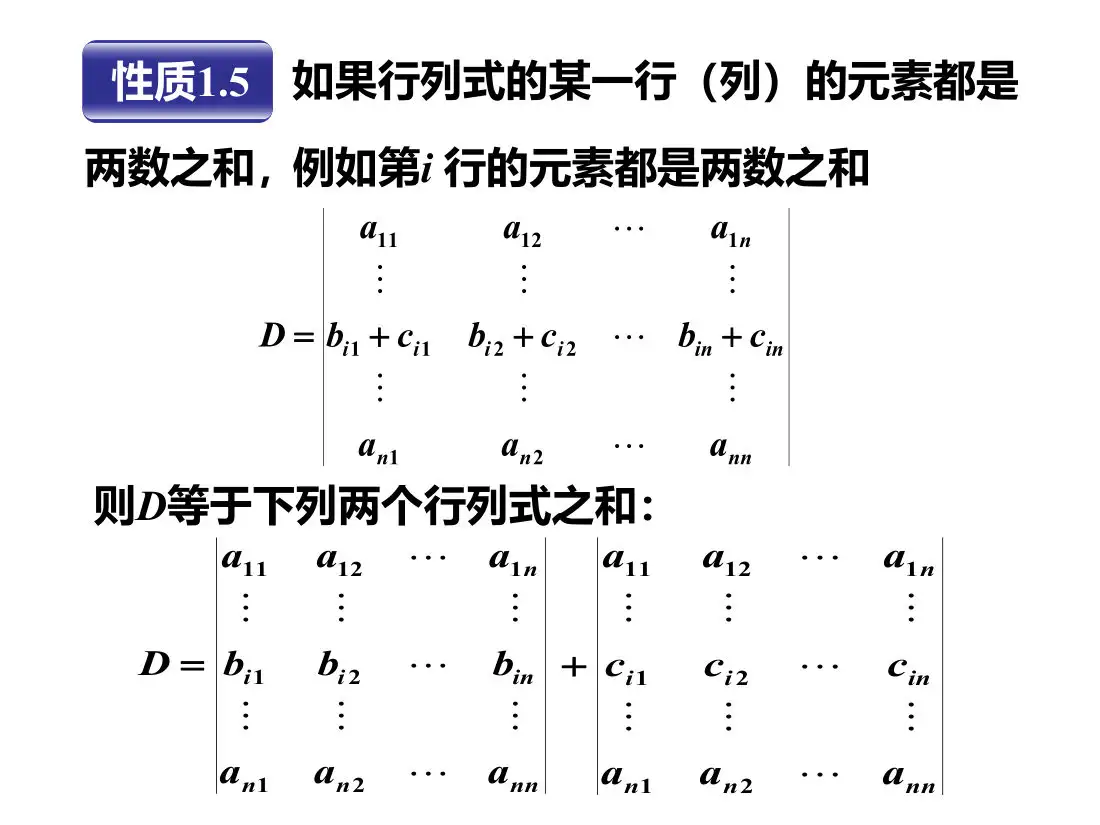 性质1.5 如果行列式的某一行（列）的元素都是
两数之和，例如第i 行的元素都是两数之和
a11 a12 ⋯ a1n
⋮ ⋮ ⋮
D = bi1 + ci1 bi2 + ci2 ⋯ bin + cin
⋮ ⋮ ⋮
an1 an2 ⋯ ann
则D等于下列两个行列式之和：
a11 a12 ⋯ a1n a11 a12 ⋯ a1n
⋮ ⋮ ⋮ ⋮ ⋮ ⋮
D = bi1 bi2 ⋯ bin + ci1 ci2 ⋯ cin
⋮ ⋮ ⋮ ⋮ ⋮ ⋮
an1 an2 ⋯ ann an1 an2 ⋯ ann